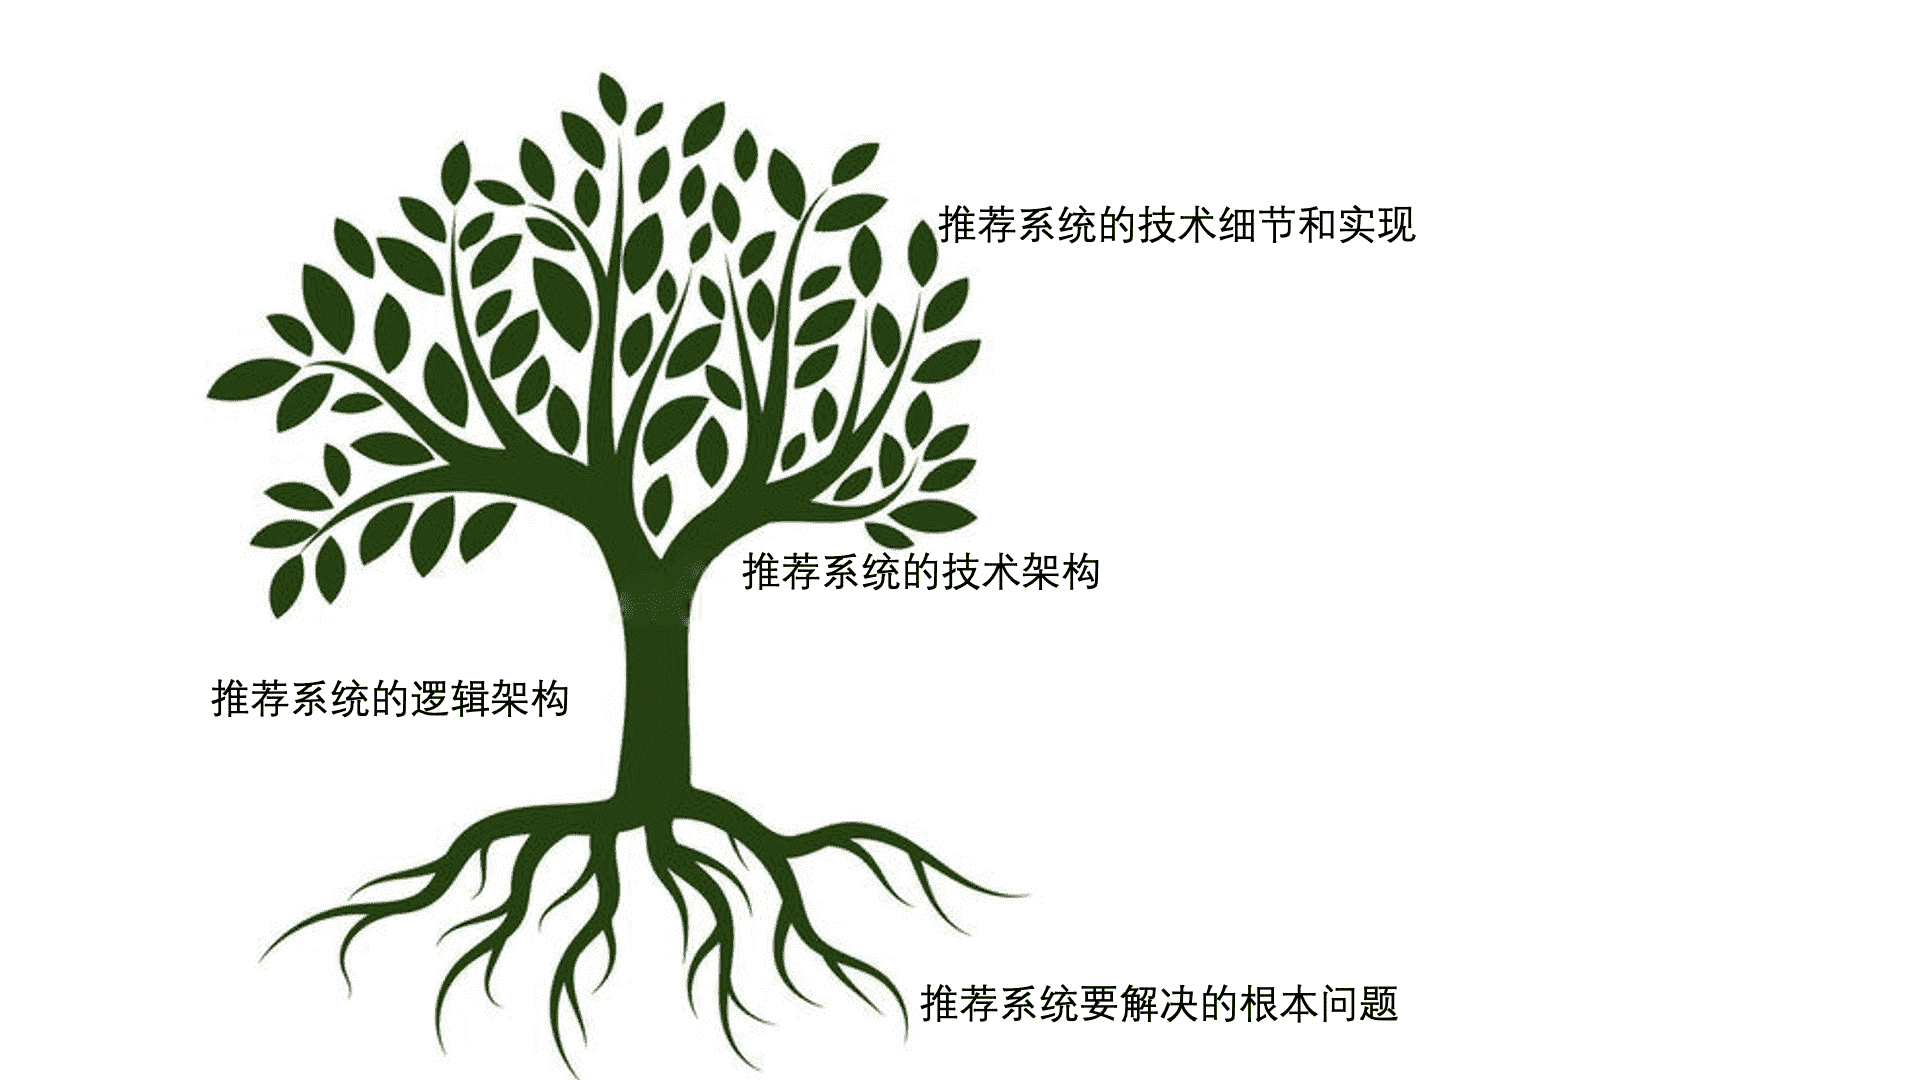 推荐系统的技术细节和实现
推荐系统的技术架构
推荐系统的逻辑架构
推荐系统要解决的根本问题